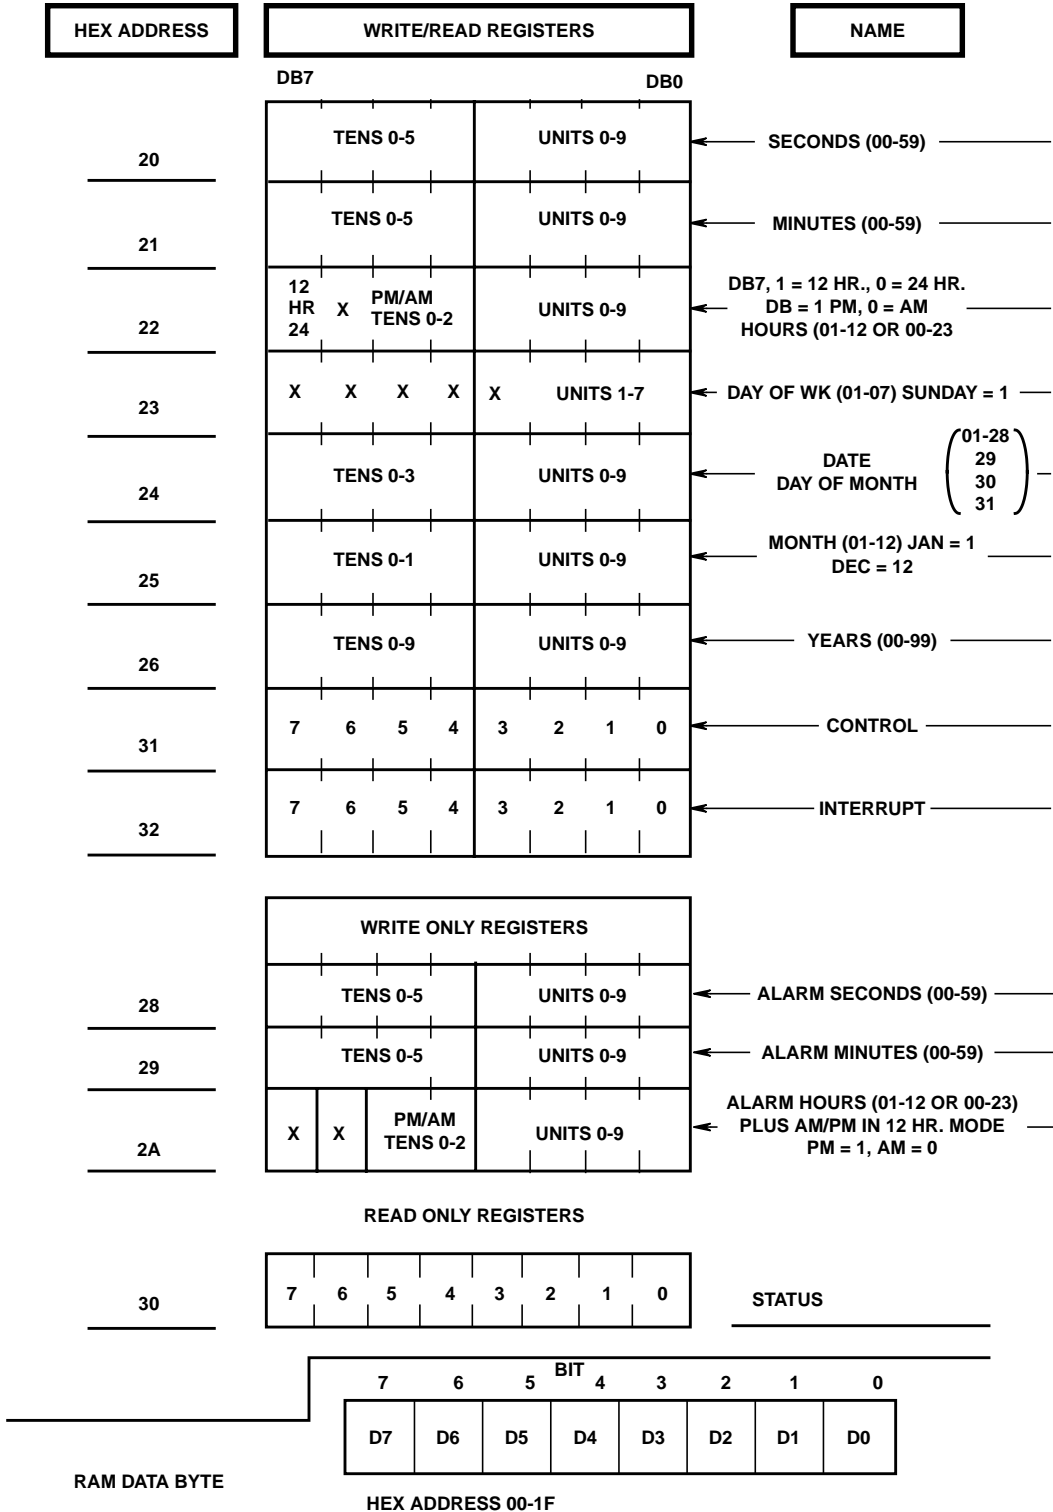 HEX ADDRESS WRITE/READ REGISTERS NAME
DB7 DB0
20 TENS 0-5 UNITS 0-9 SECONDS (00-59)
21 TENS 0-5 UNITS 0-9 MINUTES (00-59)
22 12
HR
24 X PM/AM
TENS 0-2 UNITS 0-9 DB7, 1 = 12 HR., 0 = 24 HR.
DB = 1 PM, 0 = AM
HOURS (01-12 OR 00-23
23 X X X X X UNITS 1-7 DAY OF WK (01-07) SUNDAY = 1
24 TENS 0-3 UNITS 0-9 DATE
DAY OF MONTH
01-28
29
30
31
25 TENS 0-1 UNITS 0-9 MONTH (01-12) JAN = 1
DEC = 12
26 TENS 0-9 UNITS 0-9 YEARS (00-99)
31 7 6 5 4 3 2 1 0 CONTROL
32 7 6 5 4 3 2 1 0 INTERRUPT
WRITE ONLY REGISTERS
28 TENS 0-5 UNITS 0-9 ALARM SECONDS (00-59)
29 TENS 0-5 UNITS 0-9 ALARM MINUTES (00-59)
2A X X PM/AM
TENS 0-2 UNITS 0-9 ALARM HOURS (01-12 OR 00-23)
PLUS AM/PM IN 12 HR. MODE
PM = 1, AM = 0
READ ONLY REGISTERS
30 7 6 5 4 3 2 1 0 STATUS
BIT
7 6 5 4 3 2 1 0
D7 D6 D5 D4 D3 D2 D1 D0
RAM DATA BYTE
HEX ADDRESS 00-1F